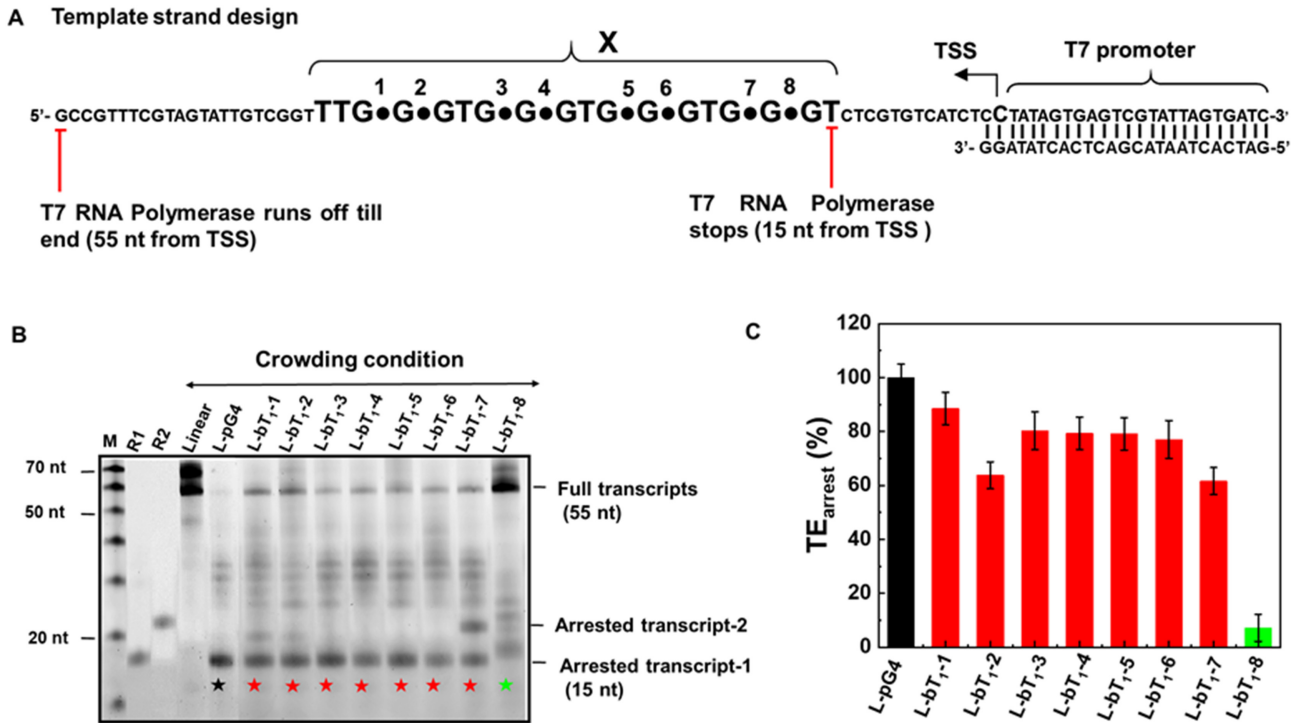 A Template strand design
X
TSS
T7 promoter
1 2 3 4 5 6 7 8
5'- GCCGTTTCGTAGTATTGTCGGTTTG●G●GTG●G●GTG●G●GTG●G●GTCTCGTGTCATCTCCTATAGTGAGTCGTATTAGTGATC-3'
3'- GGATATCACTCAGCATAATCACTAG-5'
T7 RNA Polymerase runs off till
end (55 nt from TSS)
T7 RNA Polymerase
stops (15 nt from TSS )
B
Crowding condition
M R1 R2 Linear L-pG4 L-bT₁-1 L-bT₁-2 L-bT₁-3 L-bT₁-4 L-bT₁-5 L-bT₁-6 L-bT₁-7 L-bT₁-8
70 nt
50 nt
20 nt
Full transcripts
(55 nt)
Arrested transcript-2
Arrested transcript-1
(15 nt)
C
TEarrest (%)
120
100
80
60
40
20
0
L-pG4 L-bT₁-1 L-bT₁-2 L-bT₁-3 L-bT₁-4 L-bT₁-5 L-bT₁-6 L-bT₁-7 L-bT₁-8